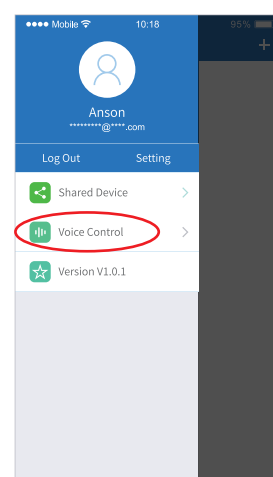 Mobile 10:18 95%
Anson
*********@****.com
Log Out Setting
Shared Device
Voice Control
Version V1.0.1